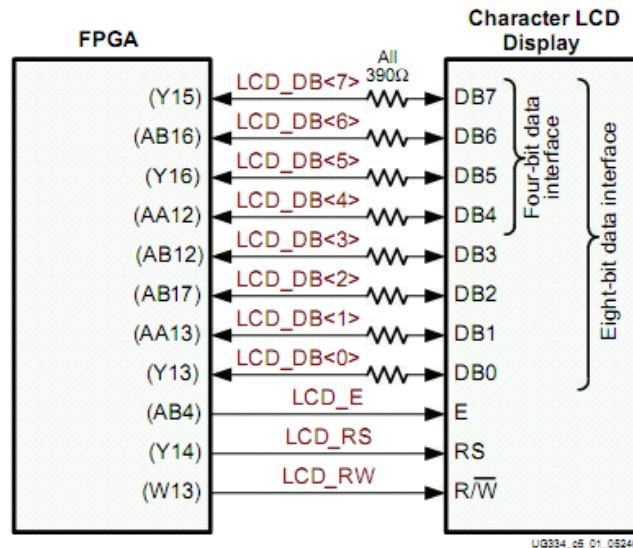 FPGA
Character LCD
Display
All
390Ω
(Y15) LCD_DB<7> DB7
(AB16) LCD_DB<6> DB6
(Y16) LCD_DB<5> DB5
(AA12) LCD_DB<4> DB4
(AB12) LCD_DB<3> DB3
(AB17) LCD_DB<2> DB2
(AA13) LCD_DB<1> DB1
(Y13) LCD_DB<0> DB0
(AB4) LCD_E E
(Y14) LCD_RS RS
(W13) LCD_RW R/W̅
Four-bit data
interface
Eight-bit data interface